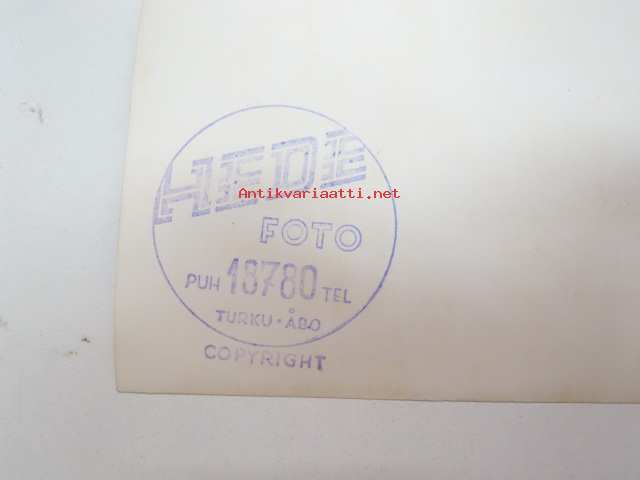 HEDE
Antikvariaatti.net
FOTO
PUH 18780 TEL
TURKU - ÅBO
COPYRIGHT